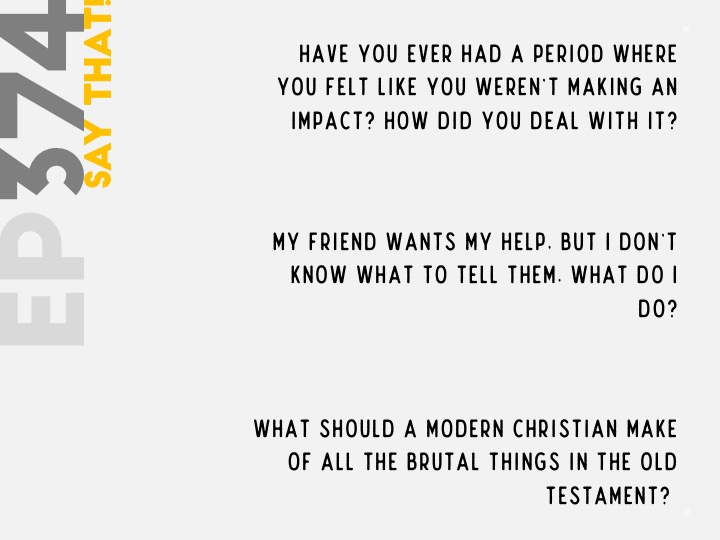 EP374
SAY THAT!
HAVE YOU EVER HAD A PERIOD WHERE
YOU FELT LIKE YOU WEREN'T MAKING AN
IMPACT? HOW DID YOU DEAL WITH IT?
MY FRIEND WANTS MY HELP, BUT I DON'T
KNOW WHAT TO TELL THEM. WHAT DO I
DO?
WHAT SHOULD A MODERN CHRISTIAN MAKE
OF ALL THE BRUTAL THINGS IN THE OLD
TESTAMENT?